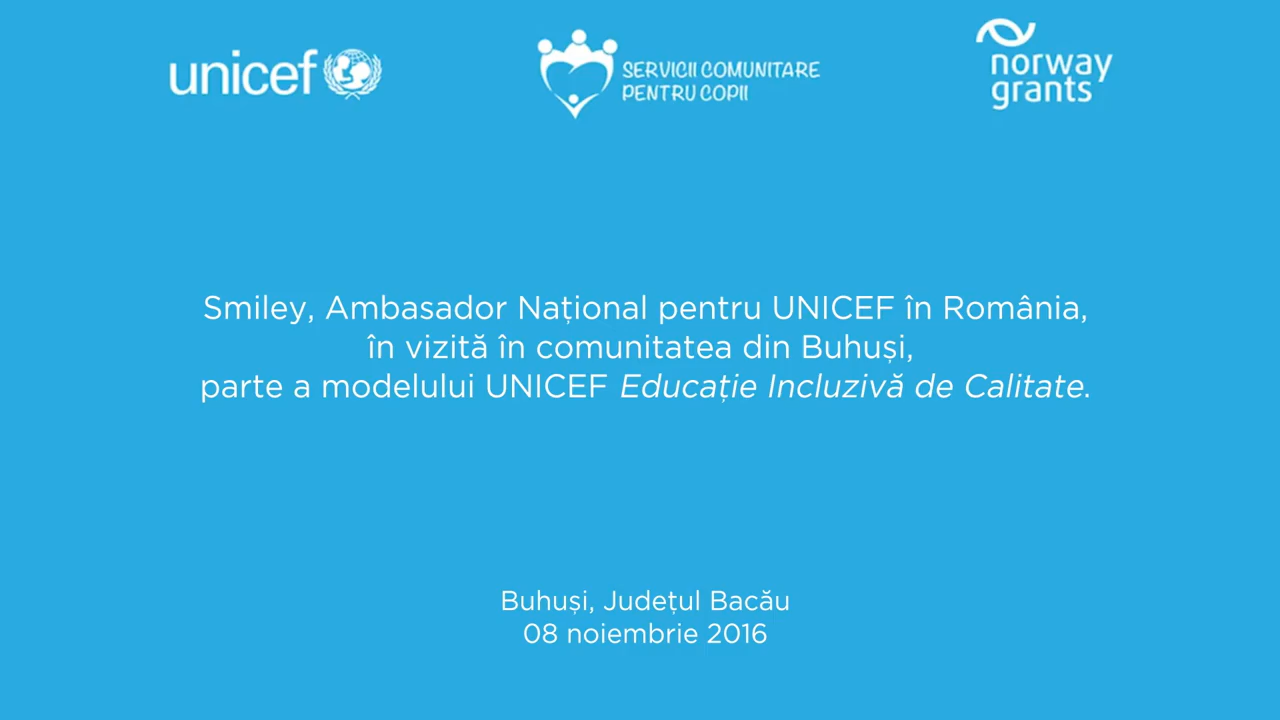 unicef
SERVICII COMUNITARE
PENTRU COPII
norway
grants
Smiley, Ambasador Național pentru UNICEF în România,
în vizită în comunitatea din Buhuși,
parte a modelului UNICEF Educație Incluzivă de Calitate.
Buhuși, Județul Bacău
08 noiembrie 2016